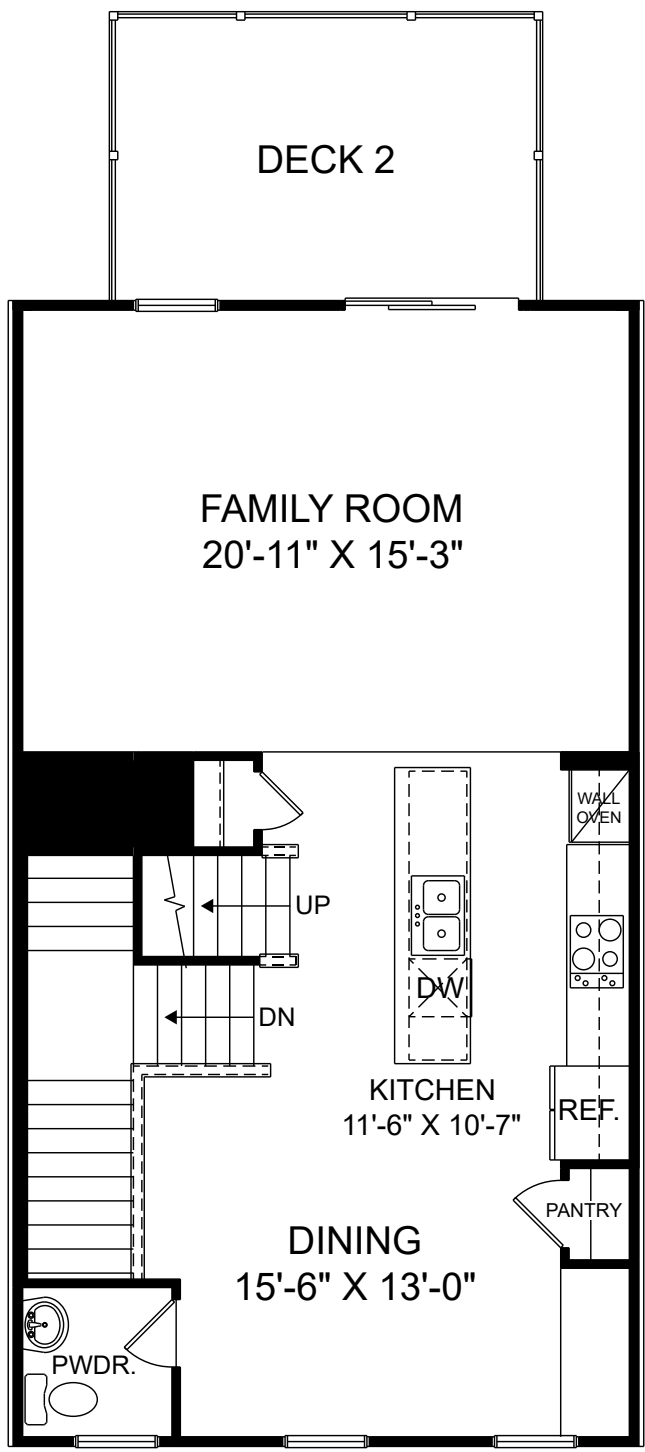 DECK 2
FAMILY ROOM
20'-11" X 15'-3"
WALL
OVEN
UP
DW
DN
KITCHEN
11'-6" X 10'-7"
REF.
PANTRY
DINING
15'-6" X 13'-0"
PWDR.